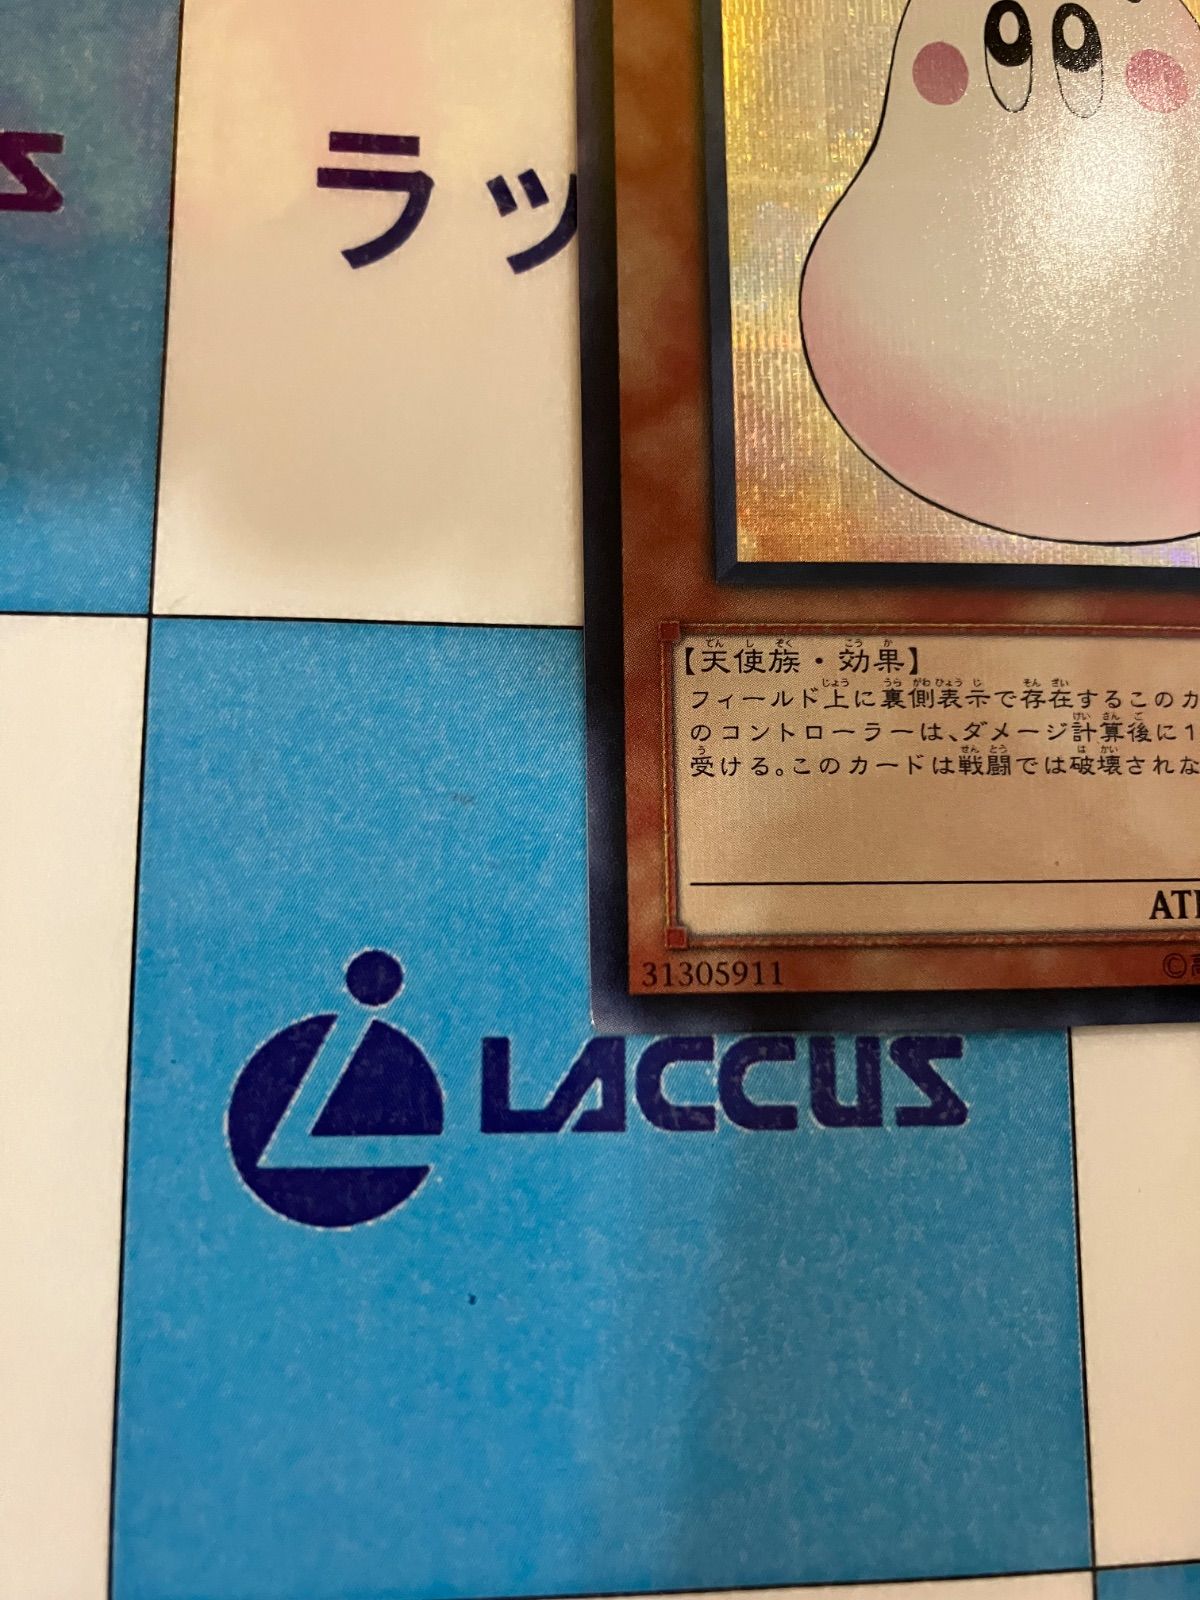 ラッ
【天使族・効果】
フィールド上に裏側表示で存在するこのカ
のコントローラーは、ダメージ計算後に1
受ける。このカードは戦闘では破壊されな
31305911
LACCUS